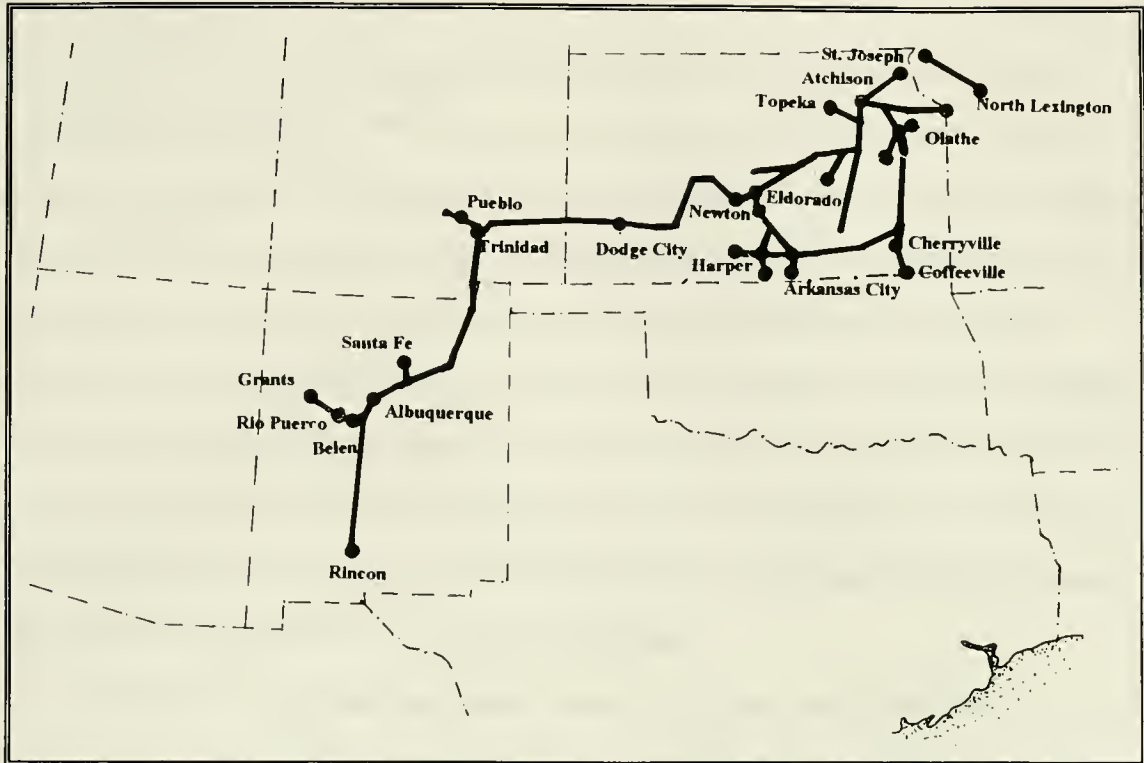 St. Joseph
Atchison
Topeka
North Lexington
Olathe
Eldorado
Newton
Pueblo
Trinidad
Dodge City
Cherryville
Harper
Coffeeville
Arkansas City
Santa Fe
Grants
Albuquerque
Rio Puerco
Belen
Rincon